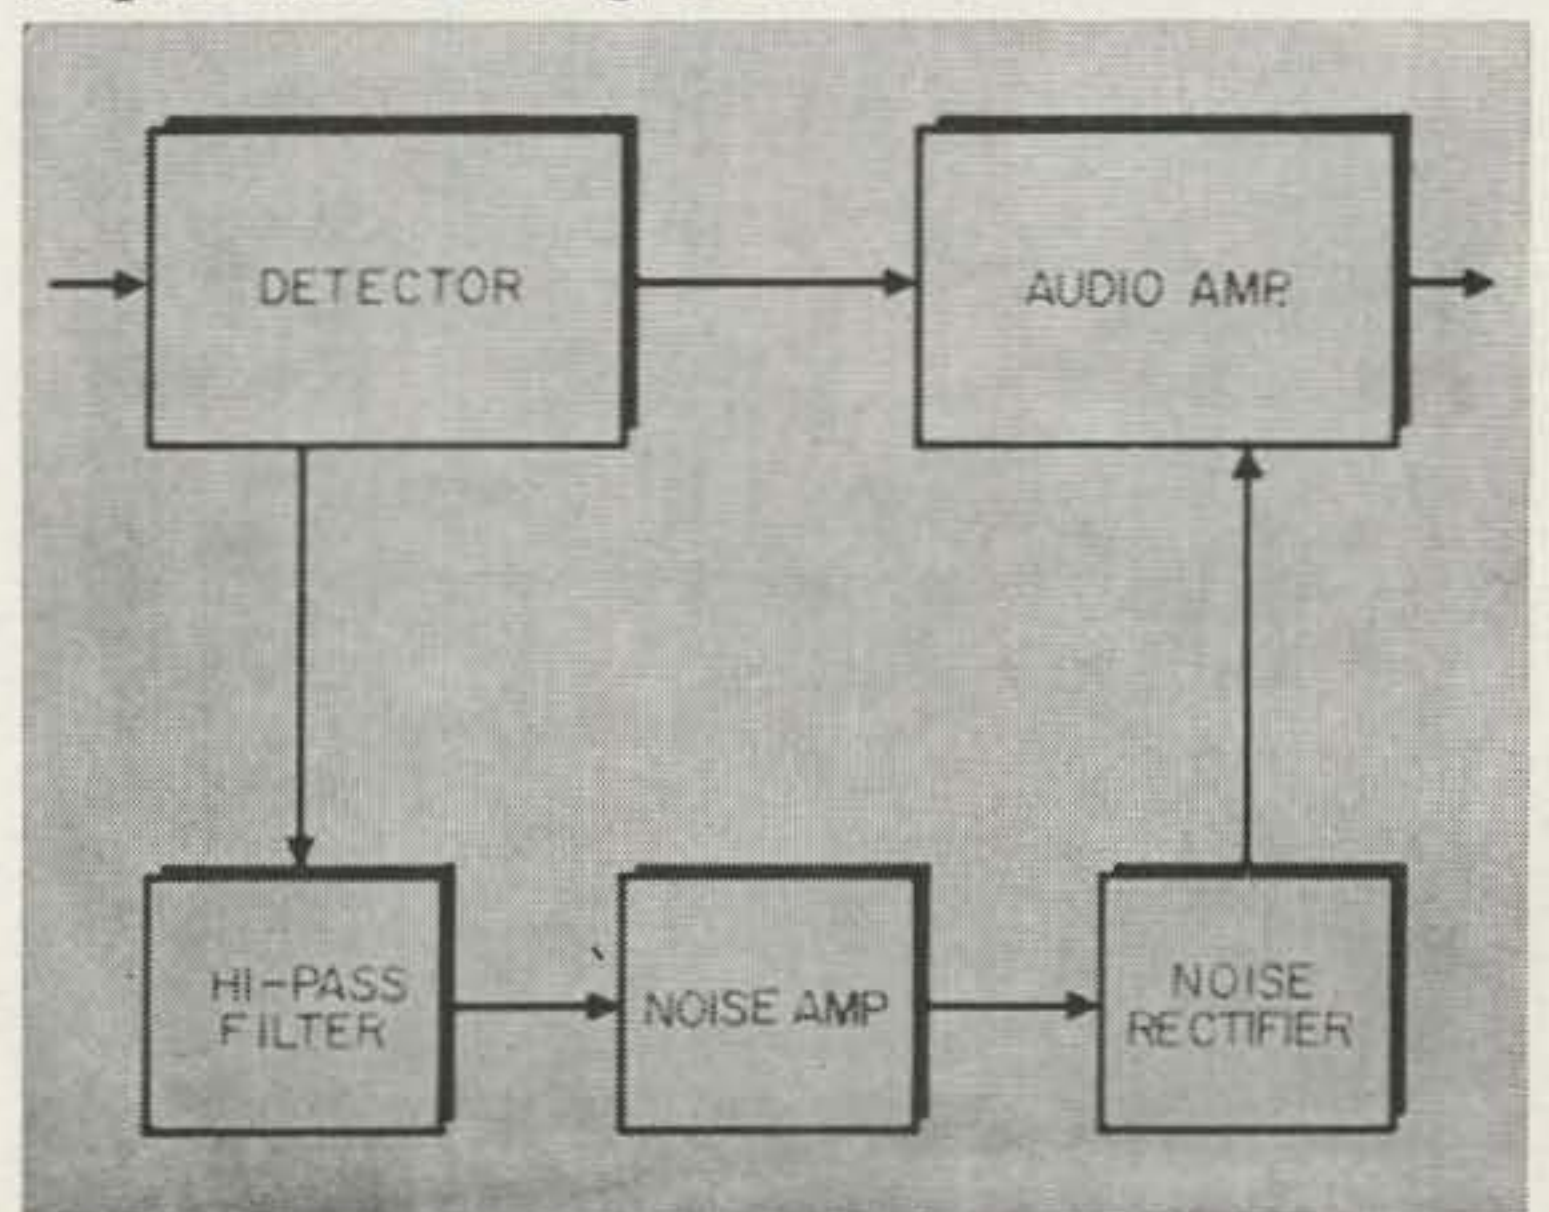 DETECTOR
AUDIO AMP.
HI-PASS
FILTER
NOISE AMP
NOISE
RECTIFIER